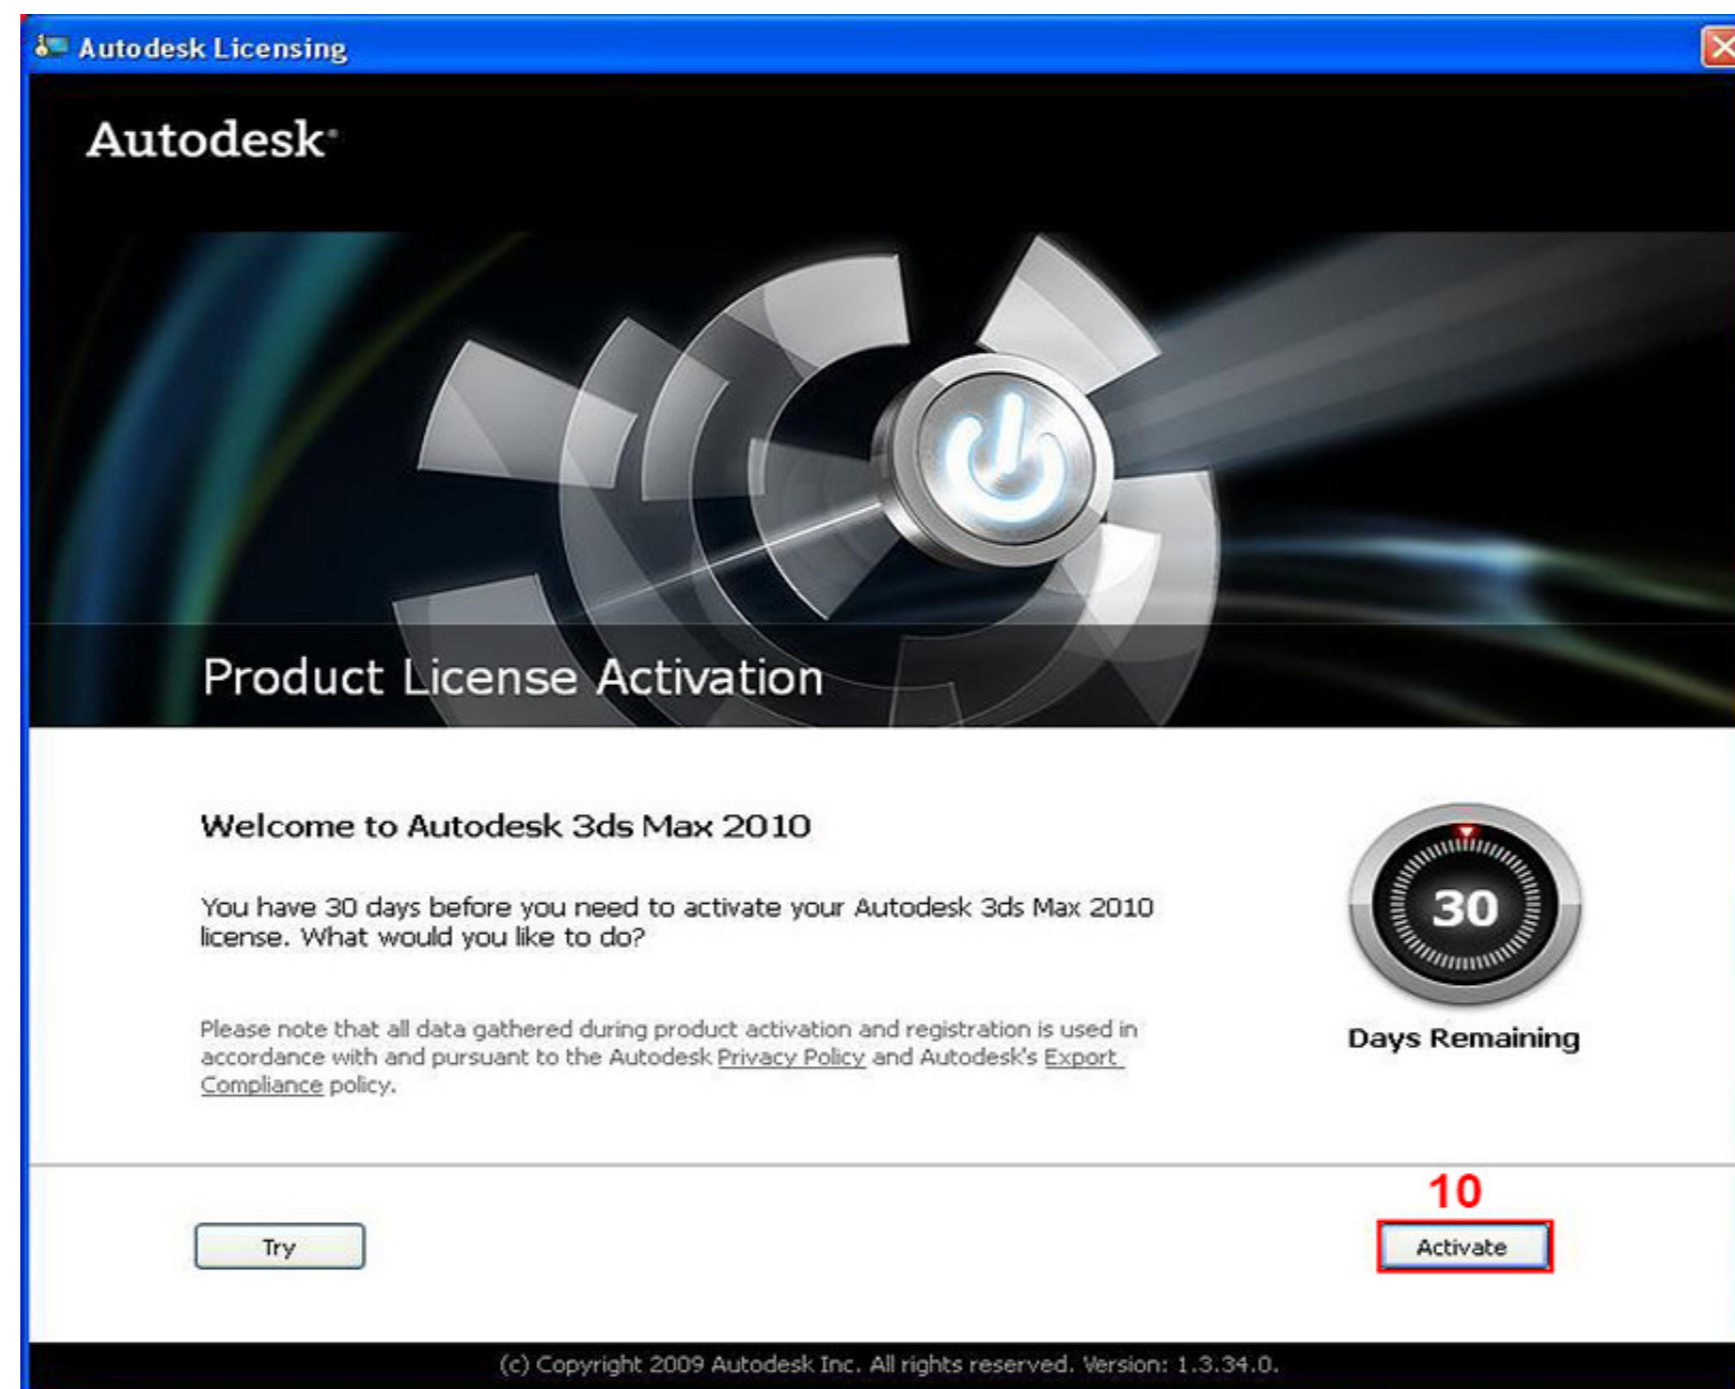 Autodesk Licensing
Autodesk®
Product License Activation
Welcome to Autodesk 3ds Max 2010
You have 30 days before you need to activate your Autodesk 3ds Max 2010
license. What would you like to do?
30
Please note that all data gathered during product activation and registration is used in
accordance with and pursuant to the Autodesk Privacy Policy and Autodesk's Export
Compliance policy.
Days Remaining
10
Try
Activate
(c) Copyright 2009 Autodesk Inc. All rights reserved. Version: 1.3.34.0.